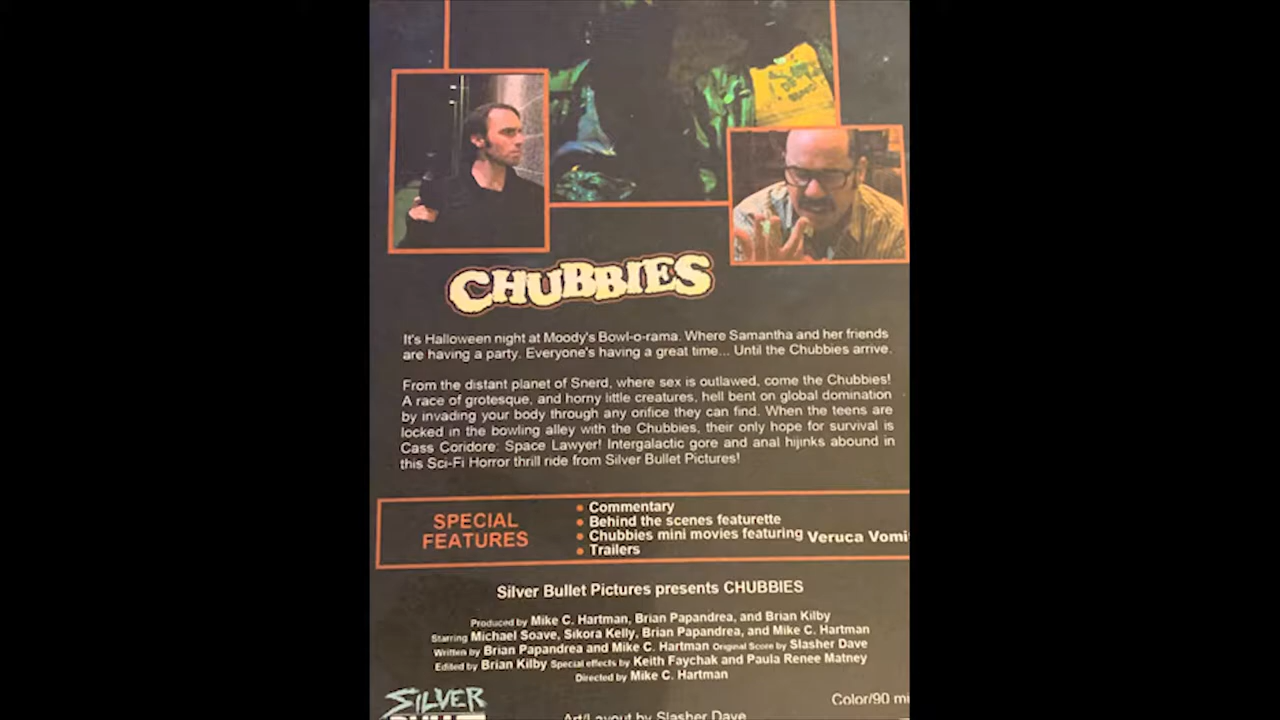 CHUBBIES
It's Halloween night at Moody's Bowl-o-rama. Where Samantha and her friends
are having a party. Everyone's having a great time... Until the Chubbies arrive.
From the distant planet of Snerd, where sex is outlawed, come the Chubbies!
A race of grotesque, and horny little creatures, hell bent on global domination
by invading your body through any orifice they can find. When the teens are
locked in the bowling alley with the Chubbies, their only hope for survival is
Cass Coridore: Space Lawyer! Intergalactic gore and anal hijinks abound in
this Sci-Fi Horror thrill ride from Silver Bullet Pictures!
SPECIAL
FEATURES
• Commentary
• Behind the scenes featurette
• Chubbies mini movies featuring Veruca Vomi
• Trailers
Silver Bullet Pictures presents CHUBBIES
Produced by Mike C. Hartman, Brian Papandrea, and Brian Kilby
Starring Michael Soave, Sikora Kelly, Brian Papandrea, and Mike C. Hartman
Written by Brian Papandrea and Mike C. Hartman Original Score by Slasher Dave
Edited by Brian Kilby Special effects by Keith Faychak and Paula Renee Matney
Directed by Mike C. Hartman
SILVER
Color/90 mi
Art/Layout by Slasher Dave